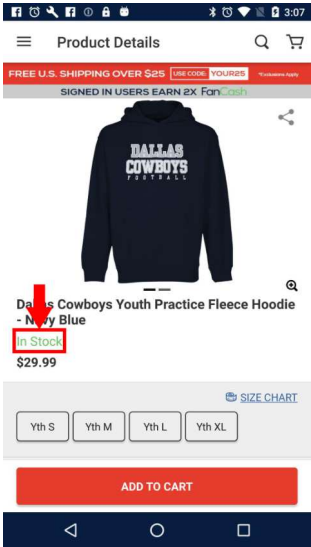 3:07
Product Details
FREE U.S. SHIPPING OVER $25 USE CODE: YOUR25 *Exclusions Apply
SIGNED IN USERS EARN 2X FanCash
DALLAS
COWBOYS
FOOTBALL
Dallas Cowboys Youth Practice Fleece Hoodie
- Navy Blue
In Stock
$29.99
SIZE CHART
Yth S Yth M Yth L Yth XL
ADD TO CART